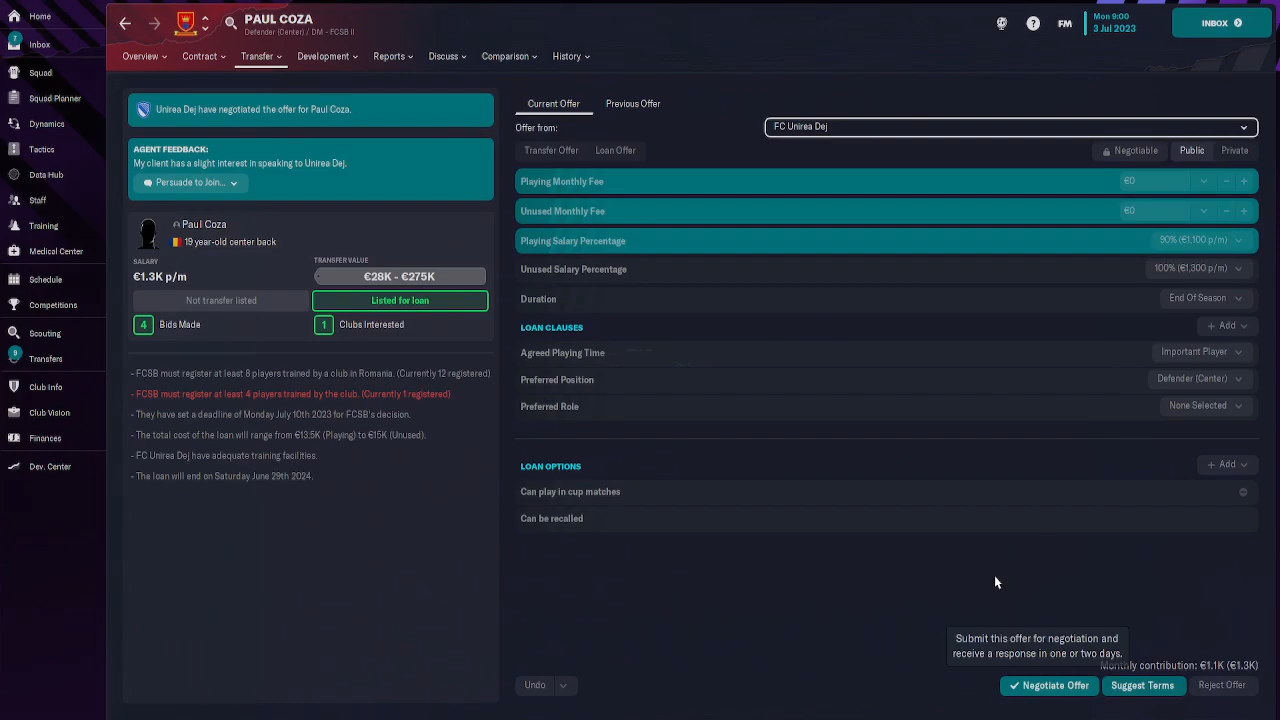 Home
7
Inbox
Squad
Squad Planner
Dynamics
Tactics
Data Hub
Staff
Training
Medical Center
Schedule
Competitions
Scouting
9
Transfers
Club Info
Club Vision
Finances
Dev. Center
PAUL COZA
Defender (Center) / DM - FCSB II
?
FM
Mon 9:00
3 Jul 2023
INBOX
Overview
Contract
Transfer
Development
Reports
Discuss
Comparison
History
Unirea Dej have negotiated the offer for Paul Coza.
AGENT FEEDBACK:
My client has a slight interest in speaking to Unirea Dej.
Persuade to Join...
Paul Coza
19 year-old center back
SALARY
€1.3K p/m
TRANSFER VALUE
€28K - €275K
Not transfer listed
Listed for loan
4 Bids Made
1 Clubs Interested
- FCSB must register at least 8 players trained by a club in Romania. (Currently 12 registered)
- FCSB must register at least 4 players trained by the club. (Currently 1 registered)
- They have set a deadline of Monday July 10th 2023 for FCSB's decision.
- The total cost of the loan will range from €13.5K (Playing) to €15K (Unused).
- FC Unirea Dej have adequate training facilities.
- The loan will end on Saturday June 29th 2024.
Current Offer
Previous Offer
Offer from:
FC Unirea Dej
Transfer Offer
Loan Offer
Negotiable
Public
Private
Playing Monthly Fee
€0
Unused Monthly Fee
€0
Playing Salary Percentage
90% (€1,100 p/m)
Unused Salary Percentage
100% (€1,300 p/m)
Duration
End Of Season
LOAN CLAUSES
+ Add
Agreed Playing Time
Important Player
Preferred Position
Defender (Center)
Preferred Role
None Selected
LOAN OPTIONS
+ Add
Can play in cup matches
Can be recalled
Submit this offer for negotiation and
receive a response in one or two days.
Monthly contribution: €1.1K (€1.3K)
Undo
Negotiate Offer
Suggest Terms
Reject Offer